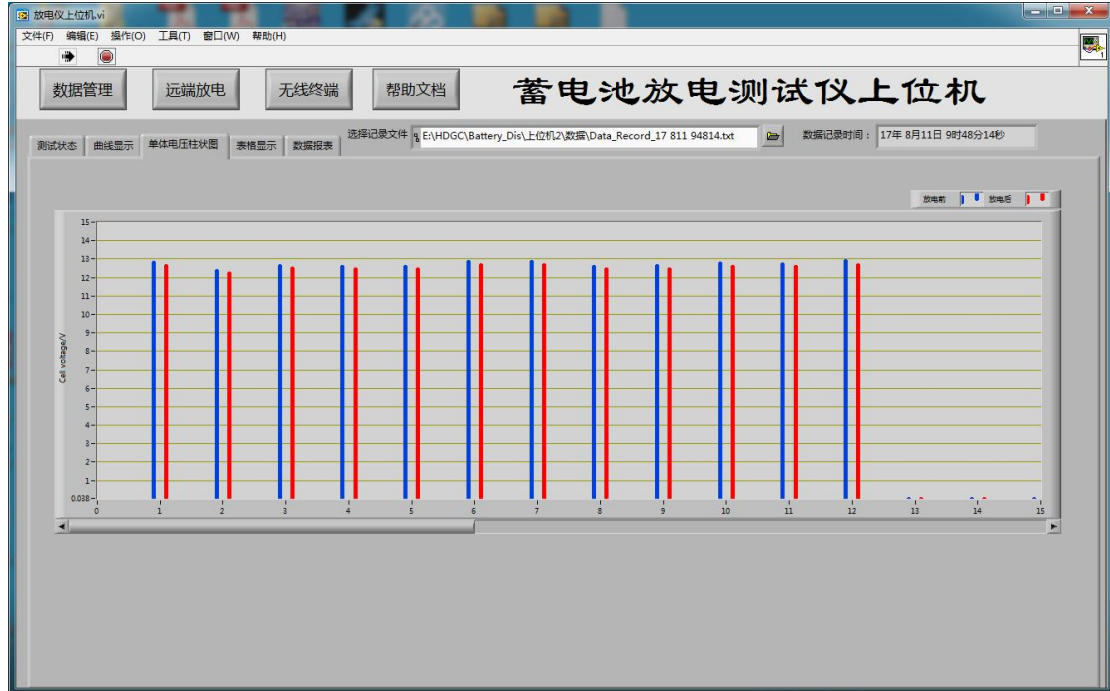 放电仪上位机.vi
文件(F) 编辑(E) 操作(O) 工具(T) 窗口(W) 帮助(H)
数据管理 远端放电 无线终端 帮助文档 蓄电池放电测试仪上位机
选择记录文件 E:\HDGC\Battery_Dis\上位机2\数据\Data_Record_17 811 94814.txt 数据记录时间: 17年 8月11日 9时48分14秒
测试状态 曲线显示 单体电压柱状图 表格显示 数据报表
放电前 放电后
15
14
13
12
11
10
9
8
7
6
5
4
3
2
1
0.038
Cell voltage/V
0 1 2 3 4 5 6 7 8 9 10 11 12 13 14 15